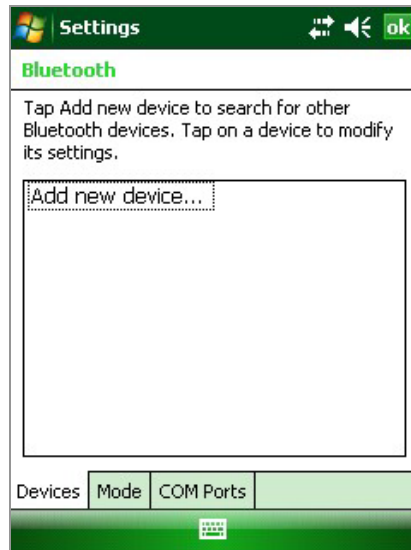 Settings
ok
Bluetooth
Tap Add new device to search for other
Bluetooth devices. Tap on a device to modify
its settings.
Add new device...
Devices Mode COM Ports